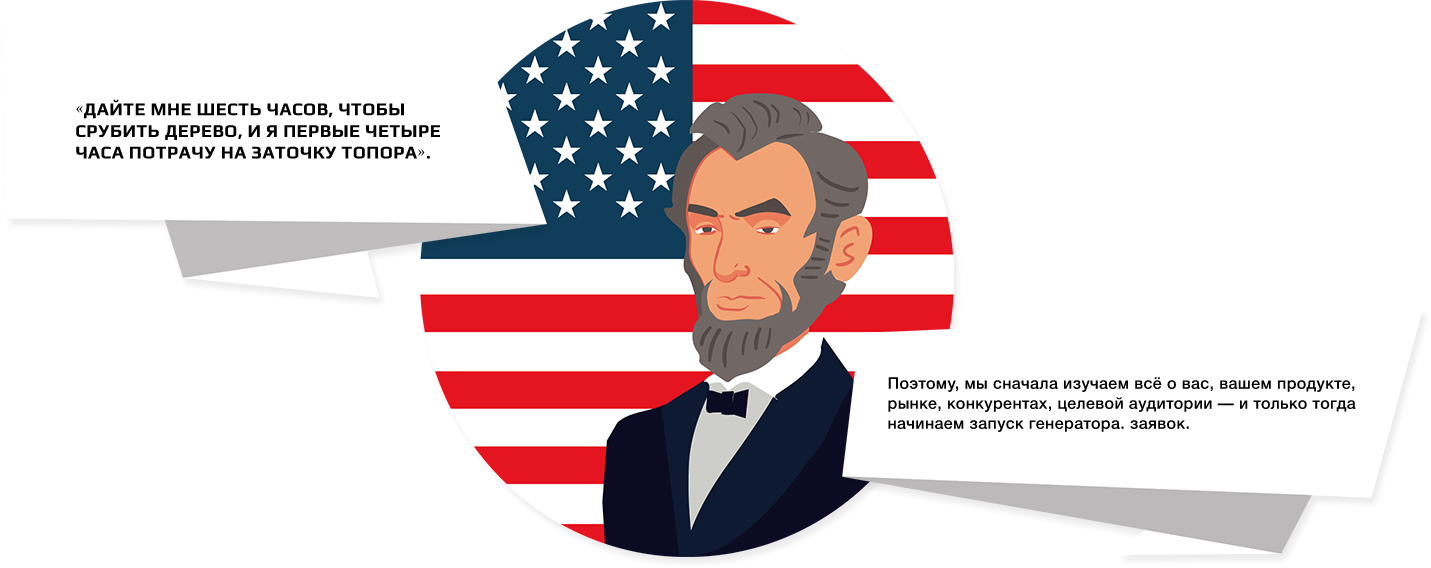 «ДАЙТЕ МНЕ ШЕСТЬ ЧАСОВ, ЧТОБЫ
СРУБИТЬ ДЕРЕВО, И Я ПЕРВЫЕ ЧЕТЫРЕ
ЧАСА ПОТРАЧУ НА ЗАТОЧКУ ТОПОРА».
Поэтому, мы сначала изучаем всё о вас, вашем продукте,
рынке, конкурентах, целевой аудитории — и только тогда
начинаем запуск генератора. заявок.